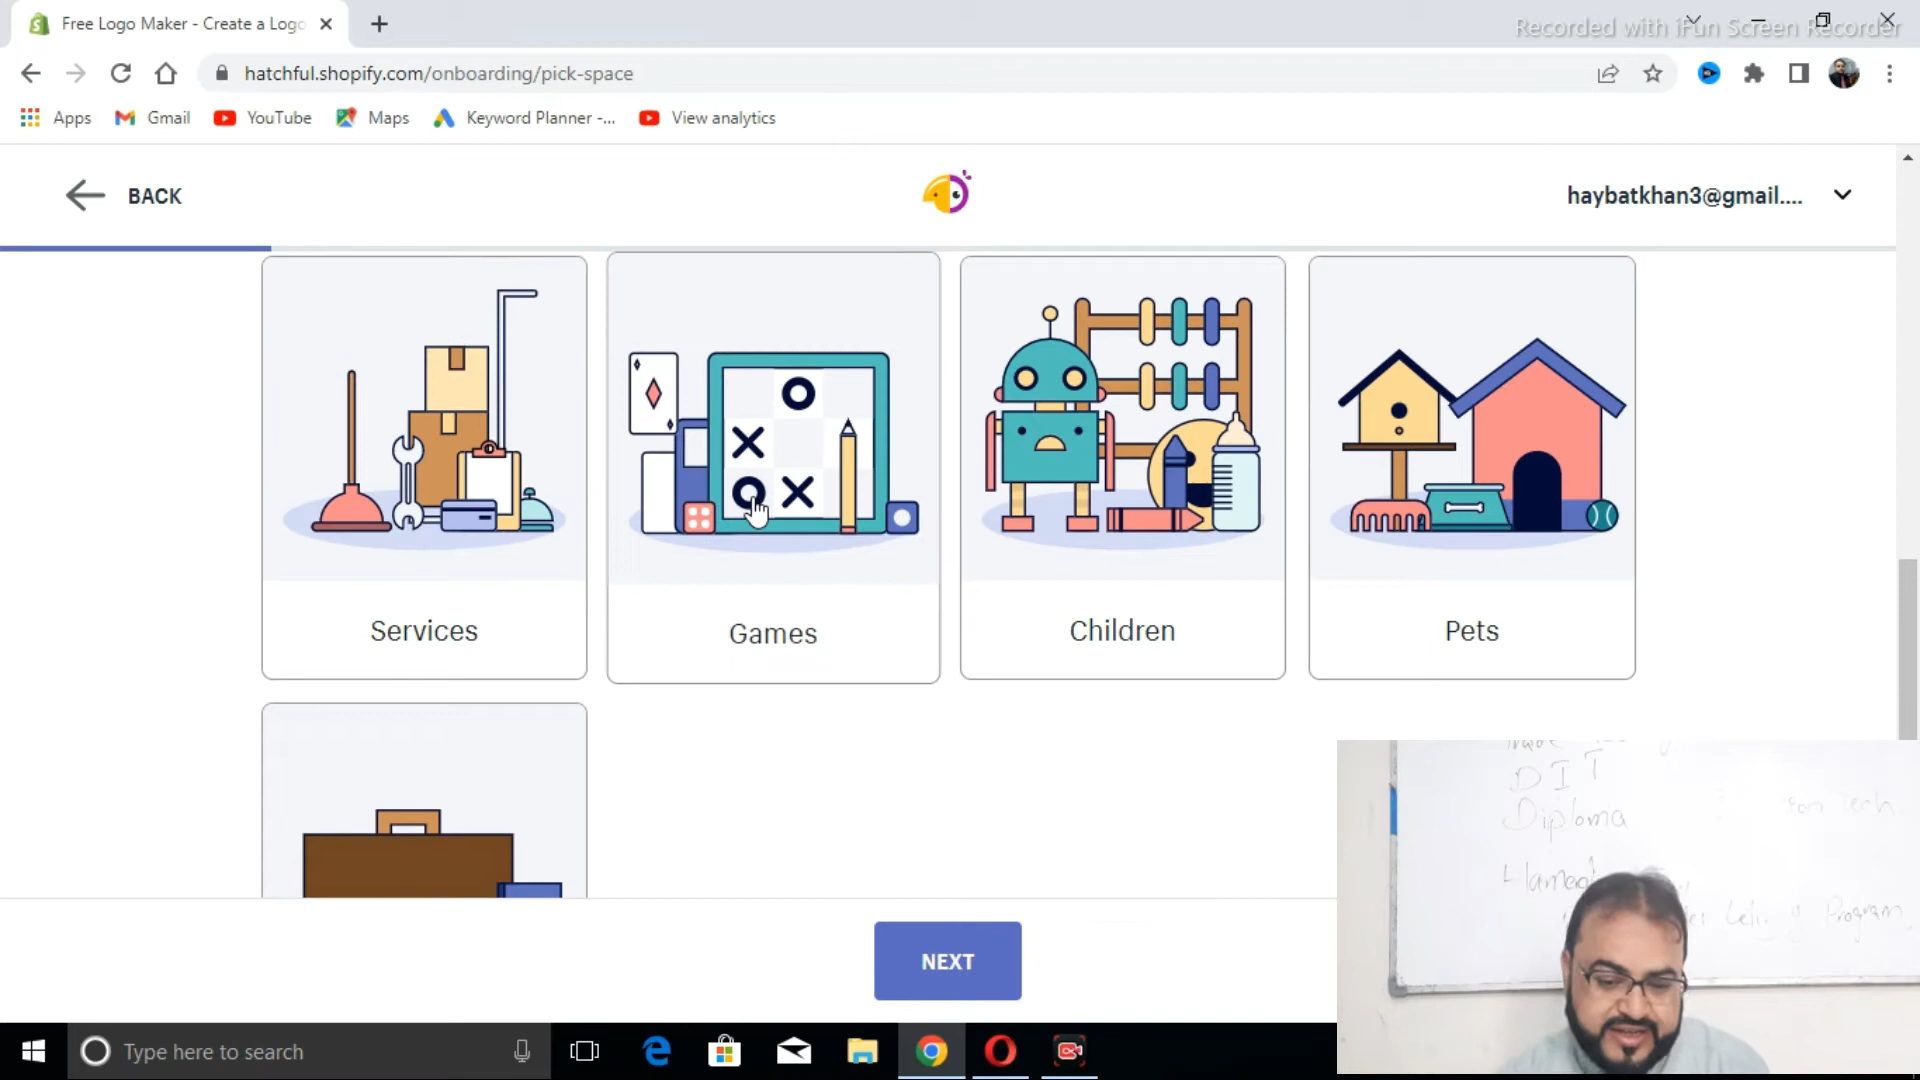 Free Logo Maker - Create a Logo
Recorded with iFun Screen Recorder
hatchful.shopify.com/onboarding/pick-space
Apps
Gmail
YouTube
Maps
Keyword Planner -...
View analytics
BACK
haybatkhan3@gmail....
Services
Games
Children
Pets
NEXT
DIT
Diploma
Program,
Type here to search